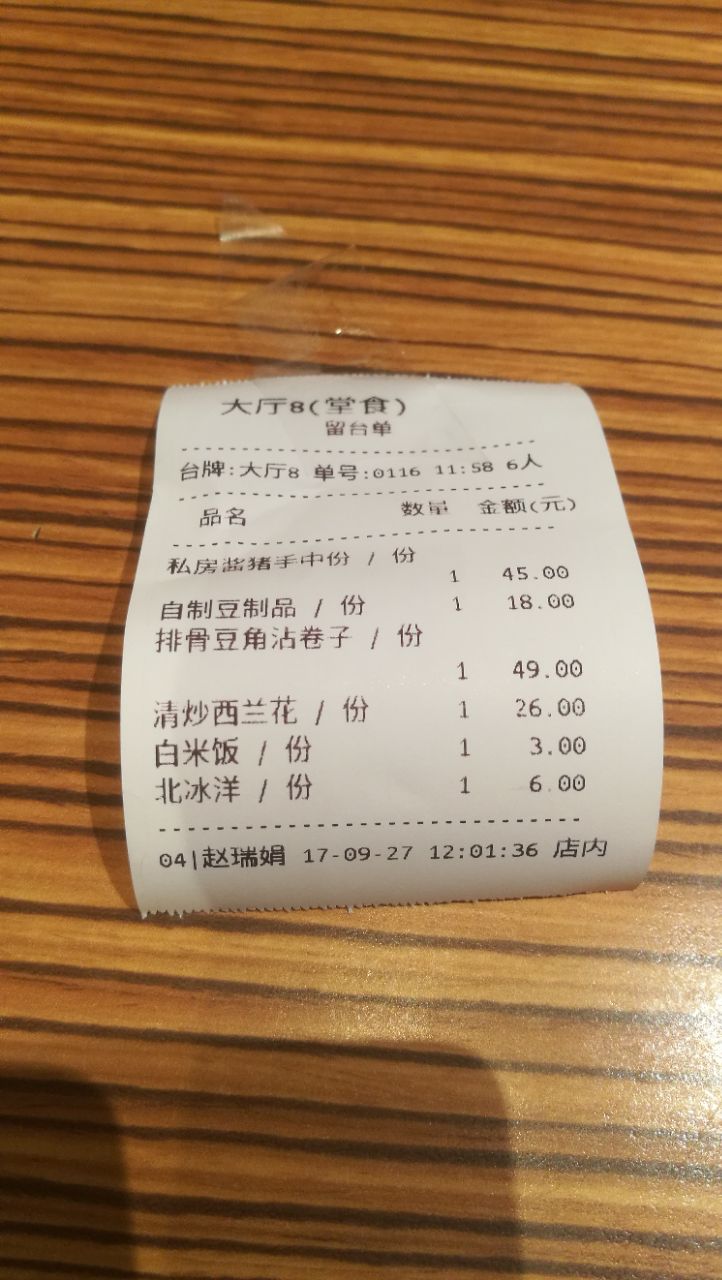 大厅8(堂食)
留台单
台牌:大厅8 单号:0116 11:58 6人
品名 数量 金额(元)
私房酱猪手中份 / 份
1 45.00
自制豆制品 / 份 1 18.00
排骨豆角沾卷子 / 份
1 49.00
清炒西兰花 / 份 1 26.00
白米饭 / 份 1 3.00
北冰洋 / 份 1 6.00
04|赵瑞娟 17-09-27 12:01:36 店内